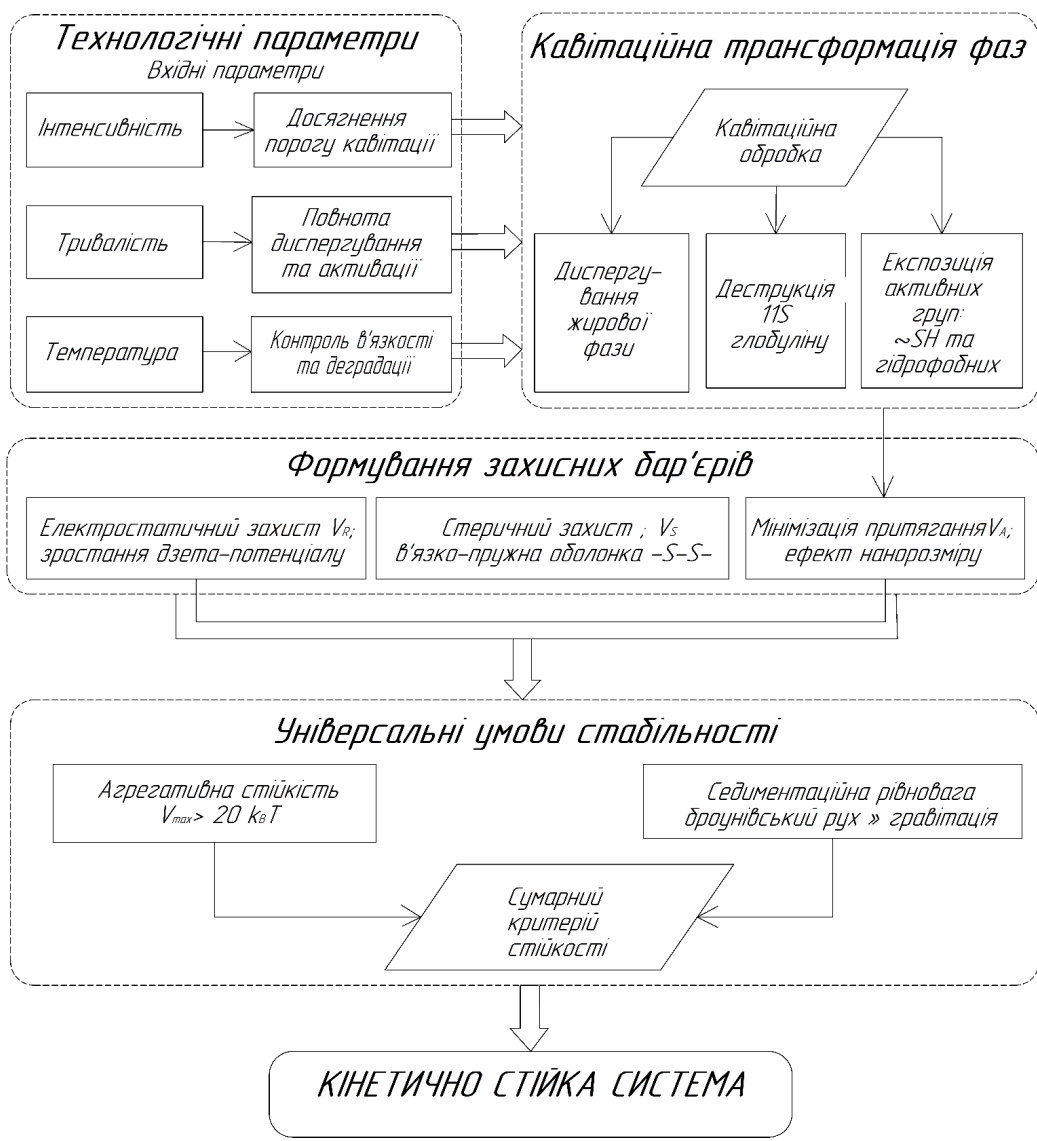 Технологічні параметри
Вхідні параметри
Інтенсивність
Досягнення
порогу кавітації
Тривалість
Повнота
диспергування
та активації
Температура
Контроль в'язкості
та деградації
Кавітаційна трансформація фаз
Кавітаційна
обробка
Диспергу-
вання
жирової
фази
Деструкція
11S
глобуліну
Експозиція
активних
груп:
~SH та
гідрофобних
Формування захисних бар'єрів
Електростатичний захист VR;
зростання дзета-потенціалу
Стеричний захист ; VS
в'язко-пружна оболонка -S-S-
Мінімізація притягання VA;
ефект нанорозміру
Універсальні умови стабільності
Агрегативна стійкість
Vmax> 20 kBT
Седиментаційна рівновага
броунівський рух » гравітація
Сумарний
критерій
стійкості
КІНЕТИЧНО СТІЙКА СИСТЕМА